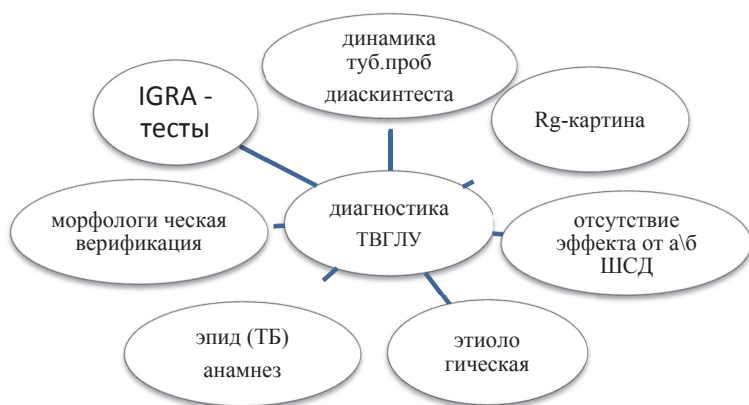 динамика
туб.проб
диаскинтеста
IGRA -
тесты
Rg-картина
морфологи ческая
верификация
диагностика
ТВГЛУ
отсутствие
эффекта от а\б
ШСД
эпид (ТБ)
анамнез
этиоло
гическая